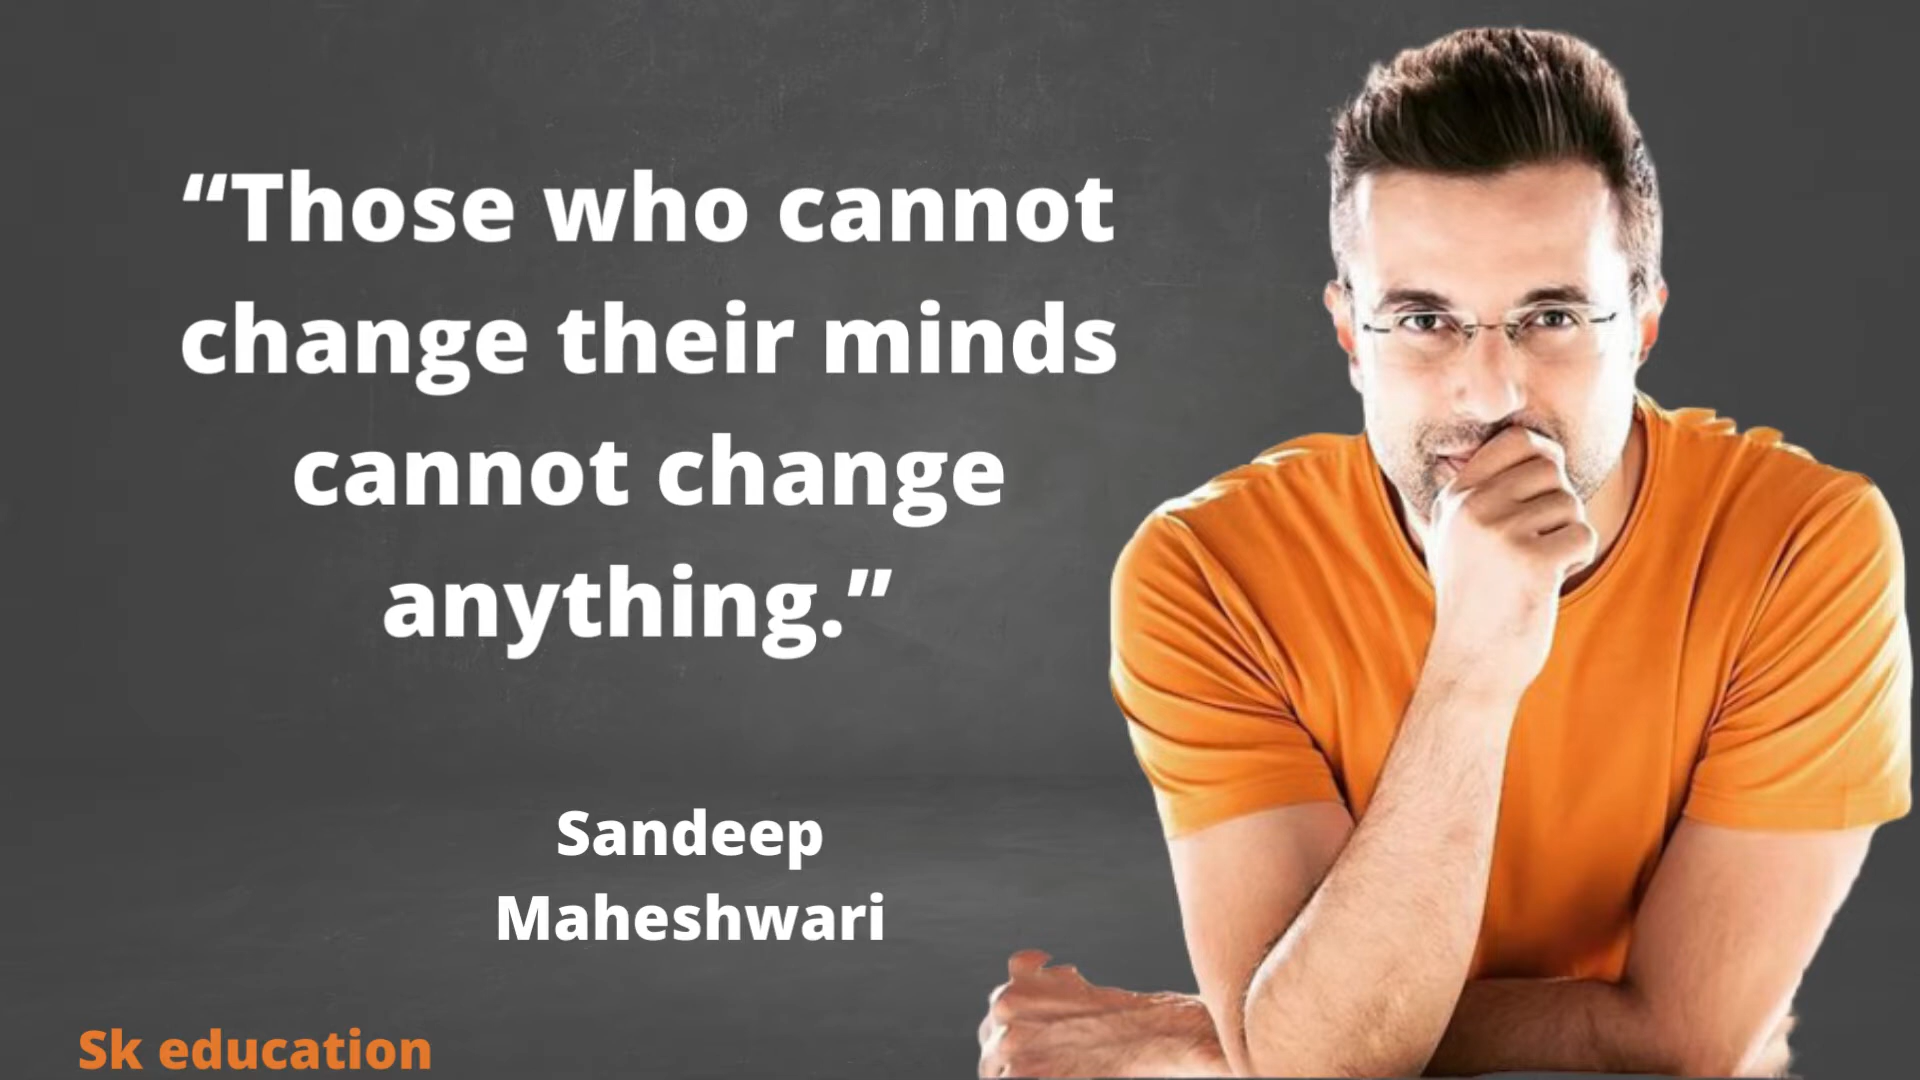 “Those who cannot
change their minds
cannot change
anything.”
Sandeep
Maheshwari
Sk education